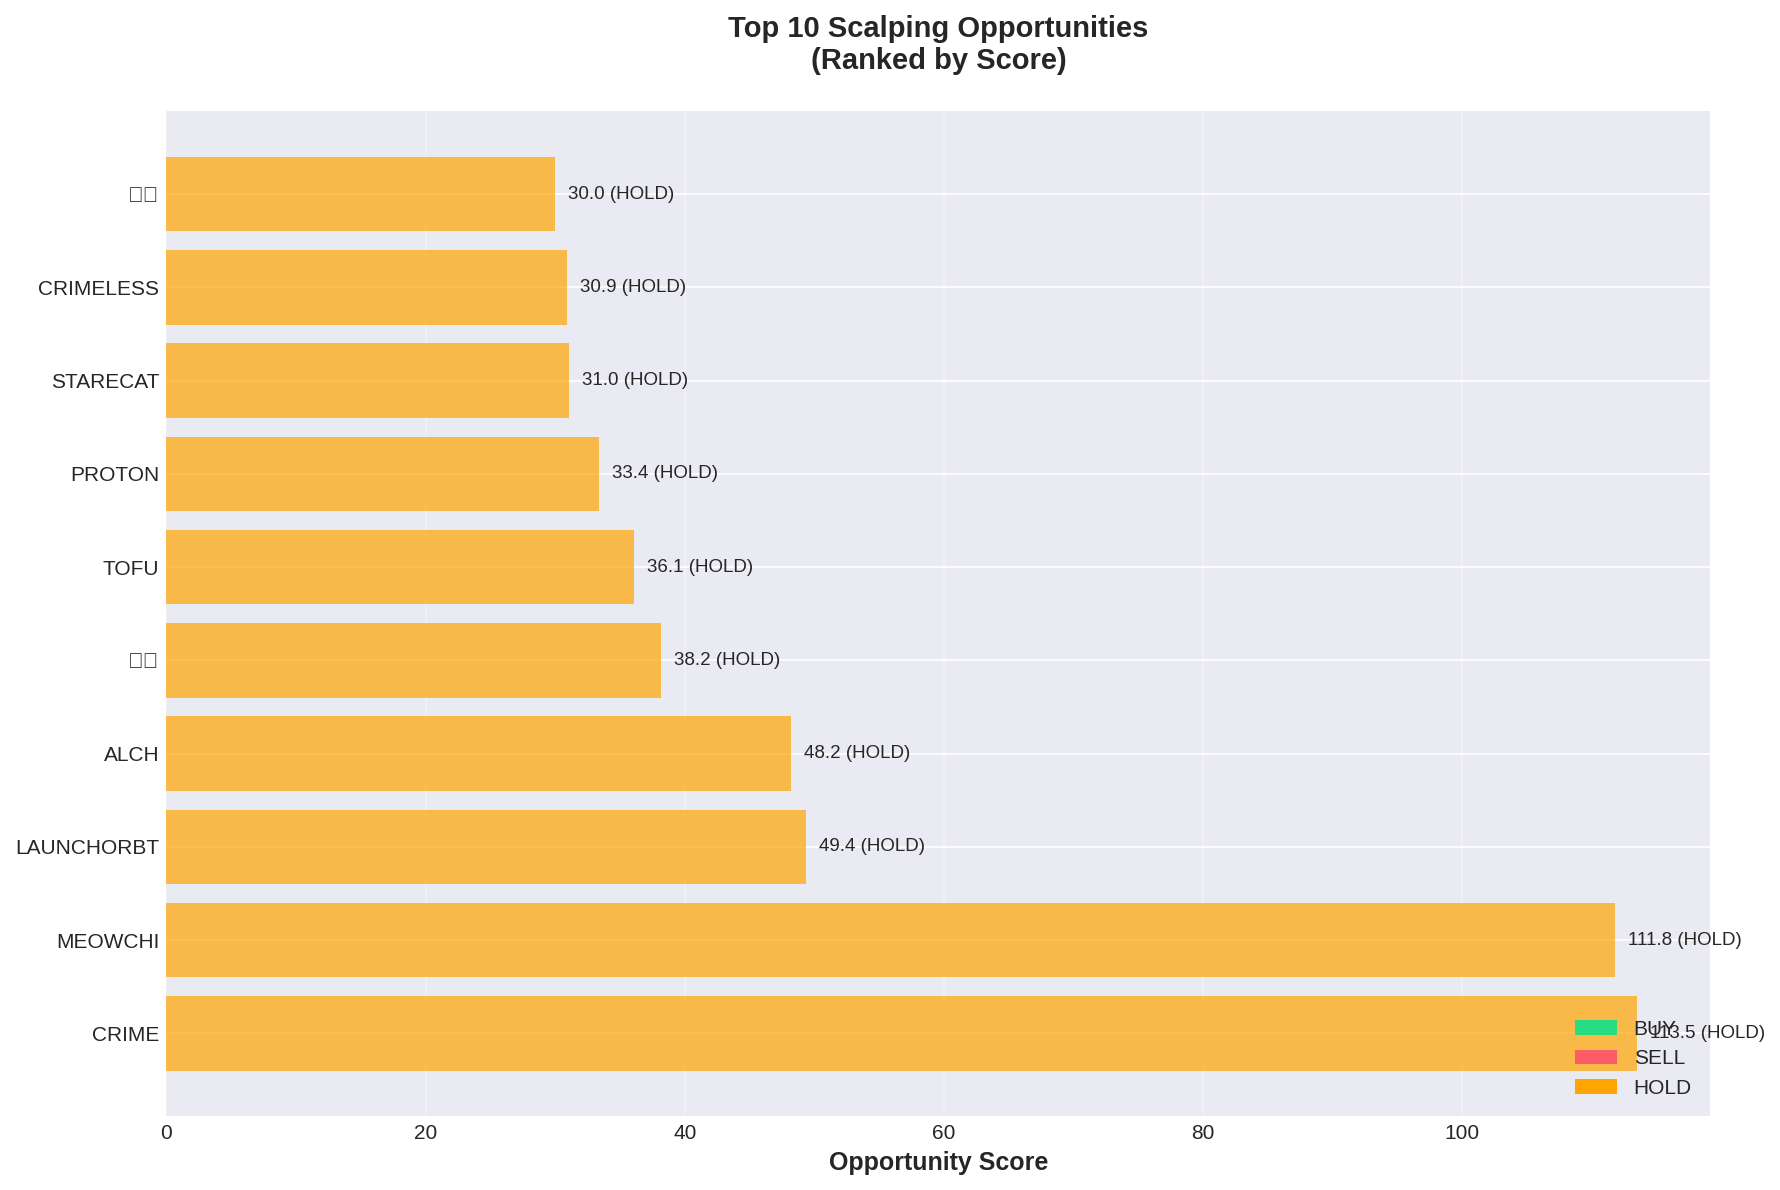 Top 10 Scalping Opportunities
(Ranked by Score)
30.0 (HOLD)
CRIMELESS 30.9 (HOLD)
STARECAT 31.0 (HOLD)
PROTON 33.4 (HOLD)
TOFU 36.1 (HOLD)
38.2 (HOLD)
ALCH 48.2 (HOLD)
LAUNCHORBT 49.4 (HOLD)
MEOWCHI 111.8 (HOLD)
CRIME 113.5 (HOLD)
BUY
SELL
HOLD
0 20 40 60 80 100
Opportunity Score